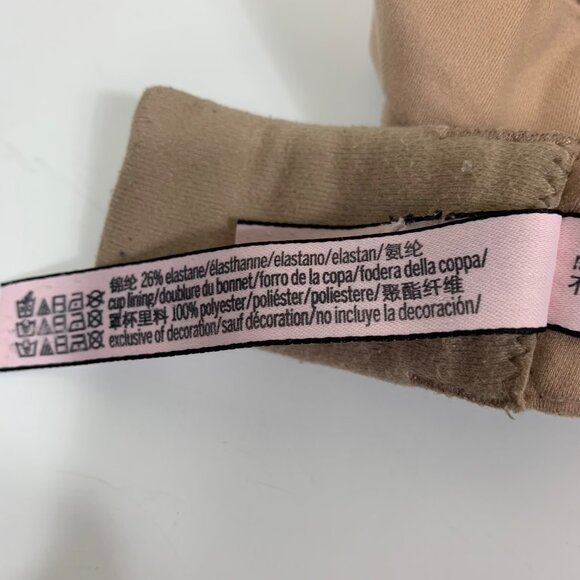 锦纶 26% elastane/élasthanne/elastano/elastan/氨纶
cup lining/doublure du bonnet/forro de la copa/fodera della coppa/
罩杯里料 100% polyester/poliéster/poliestere/聚酯纤维
exclusive of decoration/sauf décoration/no incluye la decoración/